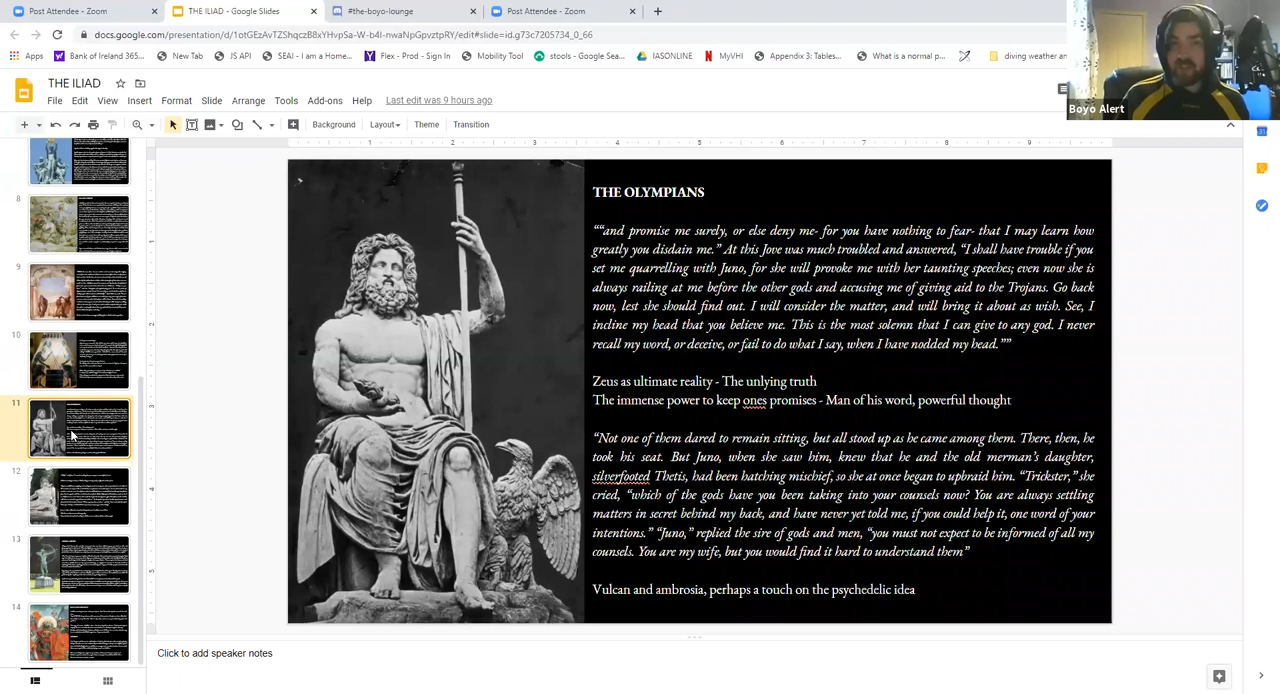 Post Attendee - Zoom
THE ILIAD - Google Slides
#the-boyo-lounge
Post Attendee - Zoom
docs.google.com/presentation/d/1otGEzAvTZShqczB8xYHvpSa-W-b4I-nwaNpGpvztpRY/edit#slide=id.g73c7205734_0_66
Apps
Bank of Ireland 365...
New Tab
JS API
SEAI - I am a Home...
Flex - Prod - Sign In
Mobility Tool
stools - Google Sea...
IASONLINE
MyVHI
Appendix 3: Tables...
What is a normal p...
diving weather an
Boyo Alert
THE ILIAD
File Edit View Insert Format Slide Arrange Tools Add-ons Help Last edit was 9 hours ago
Background Layout Theme Transition
2 3 4 5 6 7 8 9
8
9
10
11
12
13
14
THE OLYMPIANS
““and promise me surely, or else deny me- for you have nothing to fear- that I may learn how
greatly you disdain me.” At this Jove was much troubled and answered, “I shall have trouble if you
set me quarrelling with Juno, for she will provoke me with her taunting speeches; even now she is
always railing at me before the other gods and accusing me of giving aid to the Trojans. Go back
now, lest she should find out. I will consider the matter, and will bring it about as wish. See, I
incline my head that you believe me. This is the most solemn that I can give to any god. I never
recall my word, or deceive, or fail to do what I say, when I have nodded my head.””
Zeus as ultimate reality - The unlying truth
The immense power to keep ones promises - Man of his word, powerful thought
“Not one of them dared to remain sitting, but all stood up as he came among them. There, then, he
took his seat. But Juno, when she saw him, knew that he and the old merman's daughter,
silverfooted Thetis, had been hatching mischief, so she at once began to upbraid him. “Trickster,” she
cried, “which of the gods have you been taking into your counsels now? You are always settling
matters in secret behind my back, and have never yet told me, if you could help it, one word of your
intentions.” “Juno,” replied the sire of gods and men, “you must not expect to be informed of all my
counsels. You are my wife, but you would find it hard to understand them”
Vulcan and ambrosia, perhaps a touch on the psychedelic idea
Click to add speaker